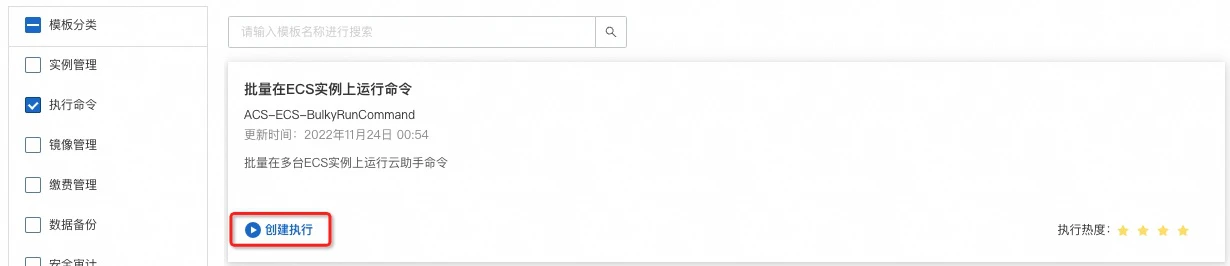 模板分类
实例管理
执行命令
镜像管理
缴费管理
数据备份
安全审计
请输入模板名称进行搜索
批量在ECS实例上运行命令
ACS-ECS-BulkyRunCommand
更新时间：2022年11月24日 00:54
批量在多台ECS实例上运行云助手命令
创建执行
执行热度：